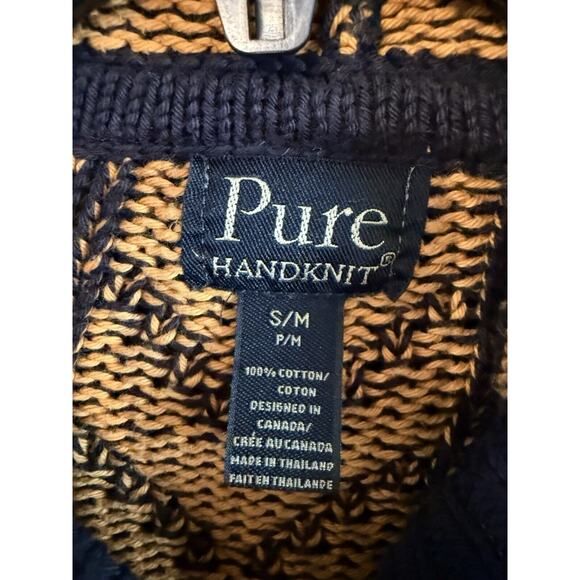 Pure
HANDKNIT®
S/M
P/M
100% COTTON/
COTON
DESIGNED IN
CANADA/
CRÉE AU CANADA
MADE IN THAILAND
FAIT EN THAILANDE